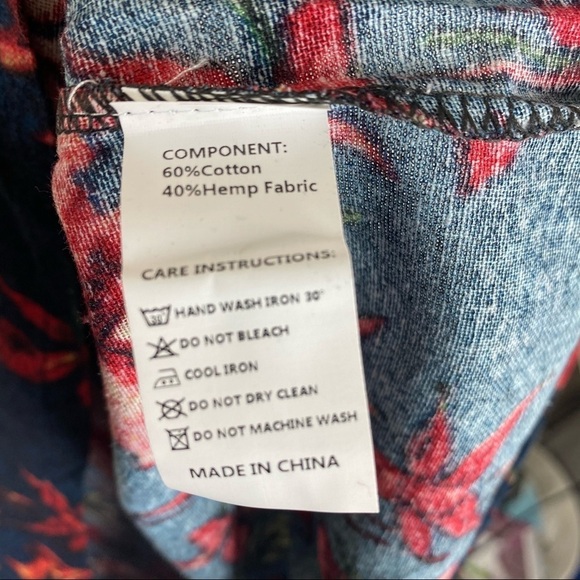 COMPONENT:
60%Cotton
40%Hemp Fabric
CARE INSTRUCTIONS:
30° HAND WASH IRON 30°
DO NOT BLEACH
COOL IRON
DO NOT DRY CLEAN
DO NOT MACHINE WASH
MADE IN CHINA